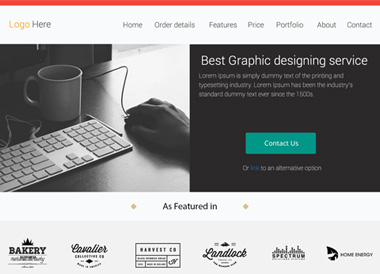 Logo Here
Home Order details Features Price Portfolio About Contact
Best Graphic designing service
Lorem Ipsum is simply dummy text of the printing and
typesetting industry. Lorem Ipsum has been the industry's
standard dummy text ever since the 1500s.
Contact Us
Or link to an alternative option
As Featured in
BAKERY
Cavalier
COLLECTIVE CO
HARVEST CO
Landlock
SPECTRUM
HOME ENERGY